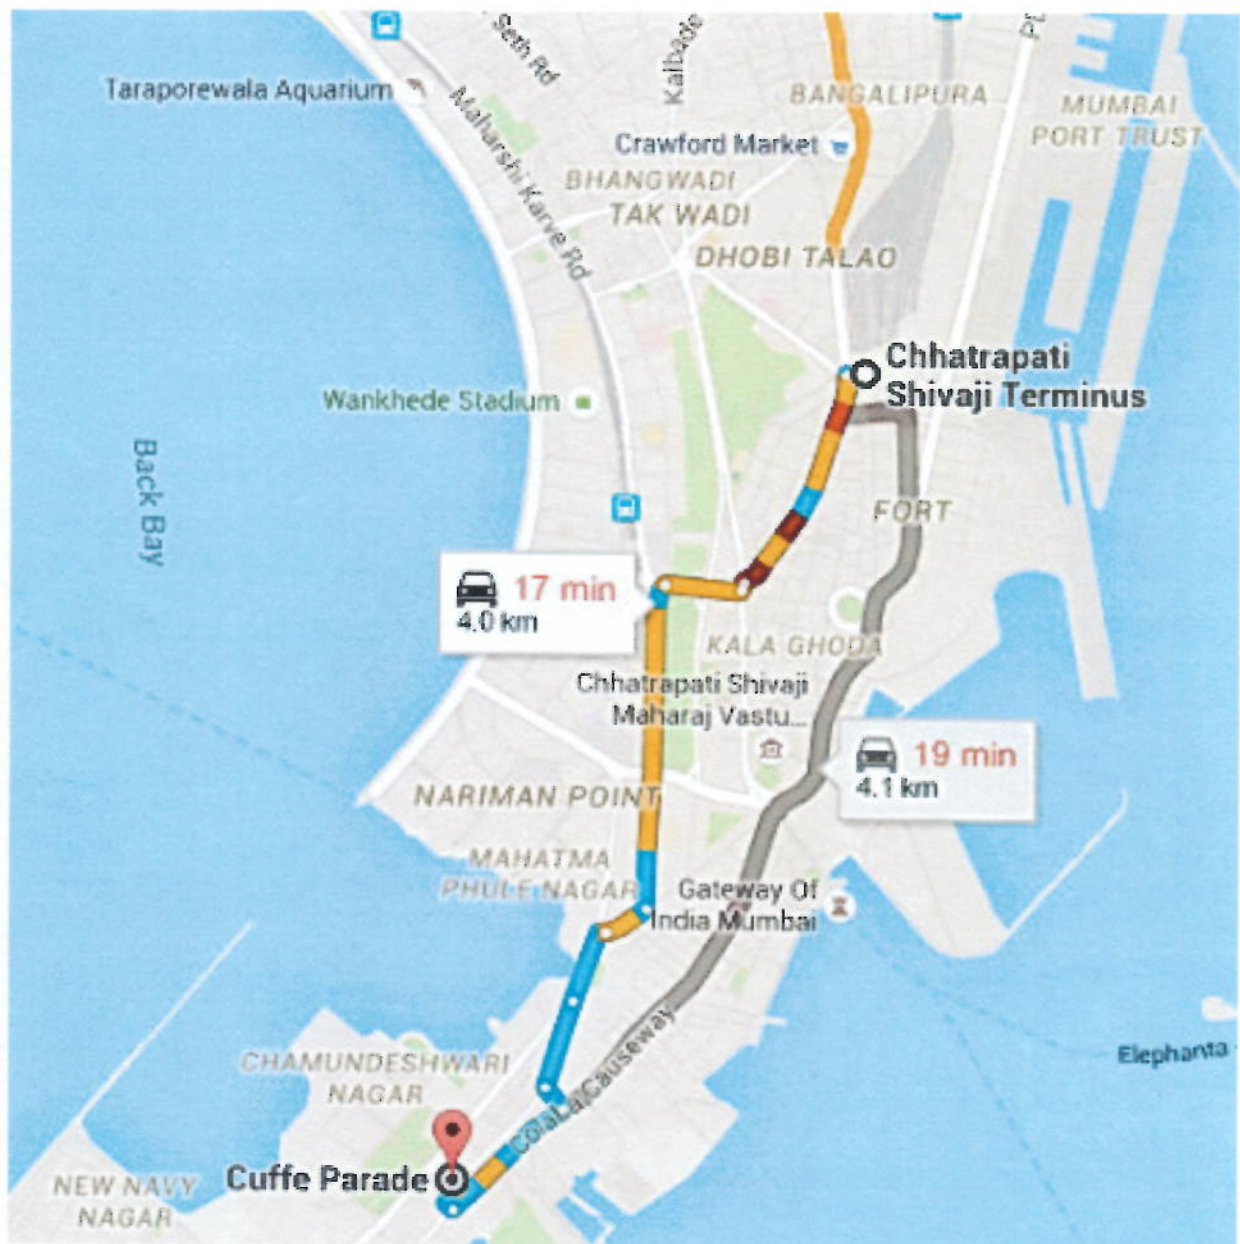 Seth Rd
Kalbade
Taraporewala Aquarium
Maharshi Karve Rd
BANGALIPURA
MUMBAI
PORT TRUST
Crawford Market
BHANGWADI
TAK WADI
DHOBI TALAO
Chhatrapati
Shivaji Terminus
Wankhede Stadium
Back Bay
FORT
17 min
4.0 km
KALA GHODA
Chhatrapati Shivaji
Maharaj Vastu...
19 min
4.1 km
NARIMAN POINT
MAHATMA
PHULE NAGAR
Gateway Of
India Mumbai
Elephanta
CHAMUNDESHWARI
NAGAR
Causeway
Cuffe Parade
NEW NAVY
NAGAR